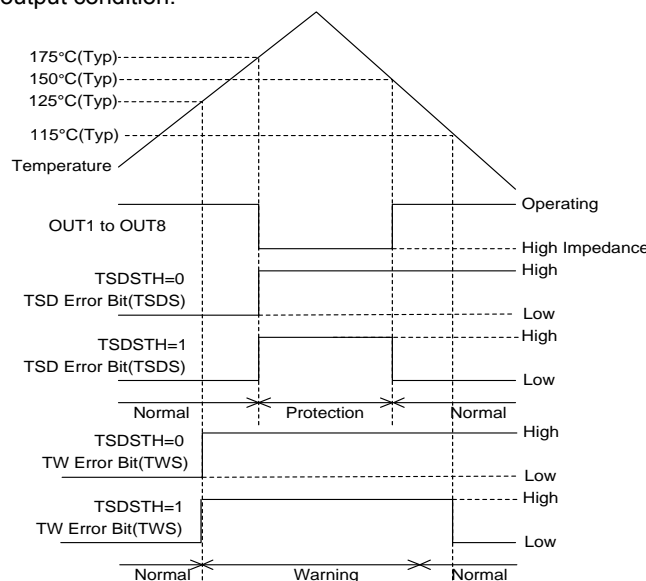 output condition.
175°C(Typ)
150°C(Typ)
125°C(Typ)
115°C(Typ)
Temperature
OUT1 to OUT8
Operating
High Impedance
TSDSTH=0
TSD Error Bit(TSDS)
High
Low
TSDSTH=1
TSD Error Bit(TSDS)
High
Low
Normal Protection Normal
TSDSTH=0
TW Error Bit(TWS)
High
Low
TSDSTH=1
TW Error Bit(TWS)
High
Low
Normal Warning Normal